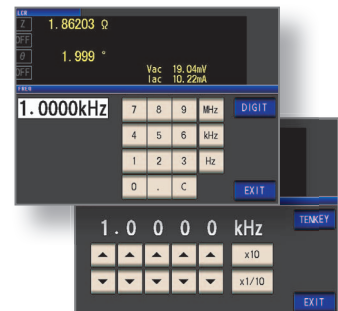 LCR
Z 1.86203 Ω
OFF
θ 1.999 °
OFF
Vac 19.04mV
Iac 10.22mA
FREQ
1.0000kHz 7 8 9 MHz DIGIT
4 5 6 kHz
1 2 3 Hz
0 . C EXIT
1.0 0 0 0 kHz TENKEY
x10
x1/10
EXIT